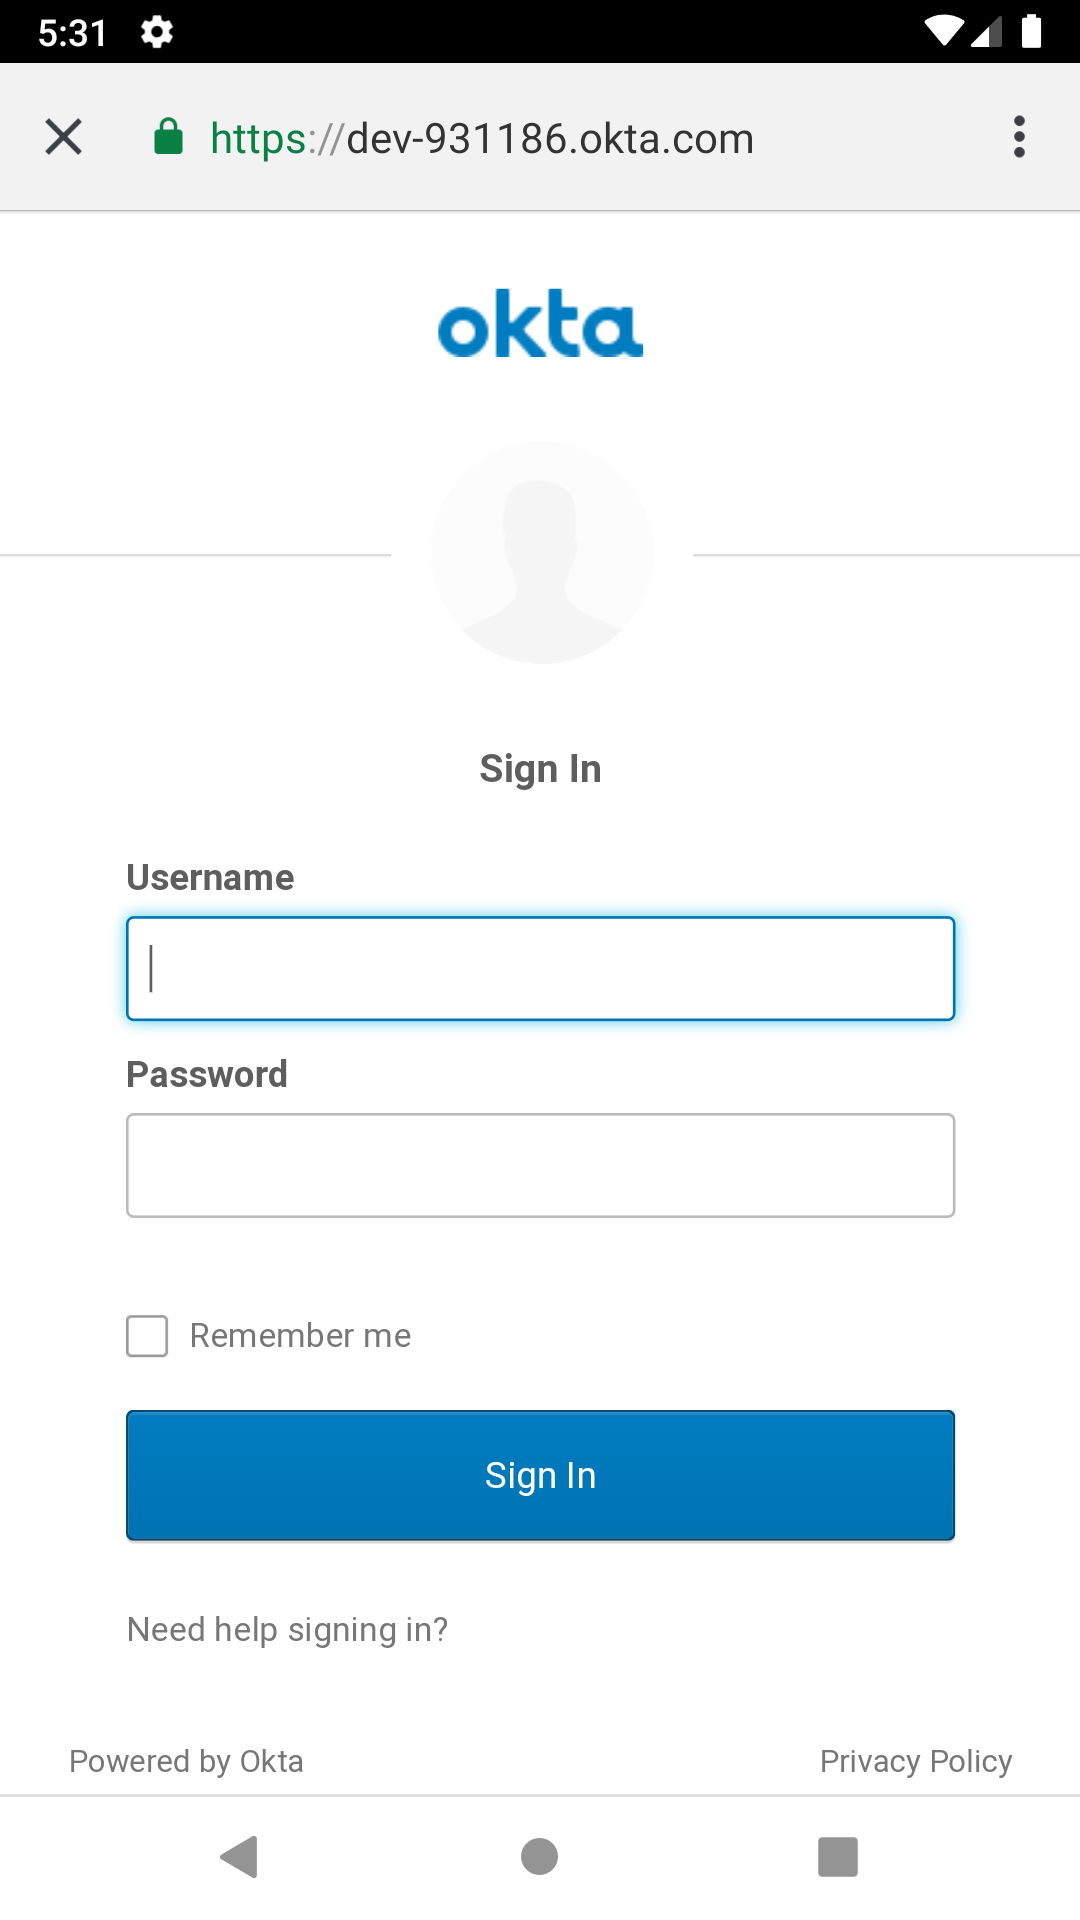 5:31
https://dev-931186.okta.com
okta
Sign In
Username
Password
Remember me
Sign In
Need help signing in?
Powered by Okta
Privacy Policy